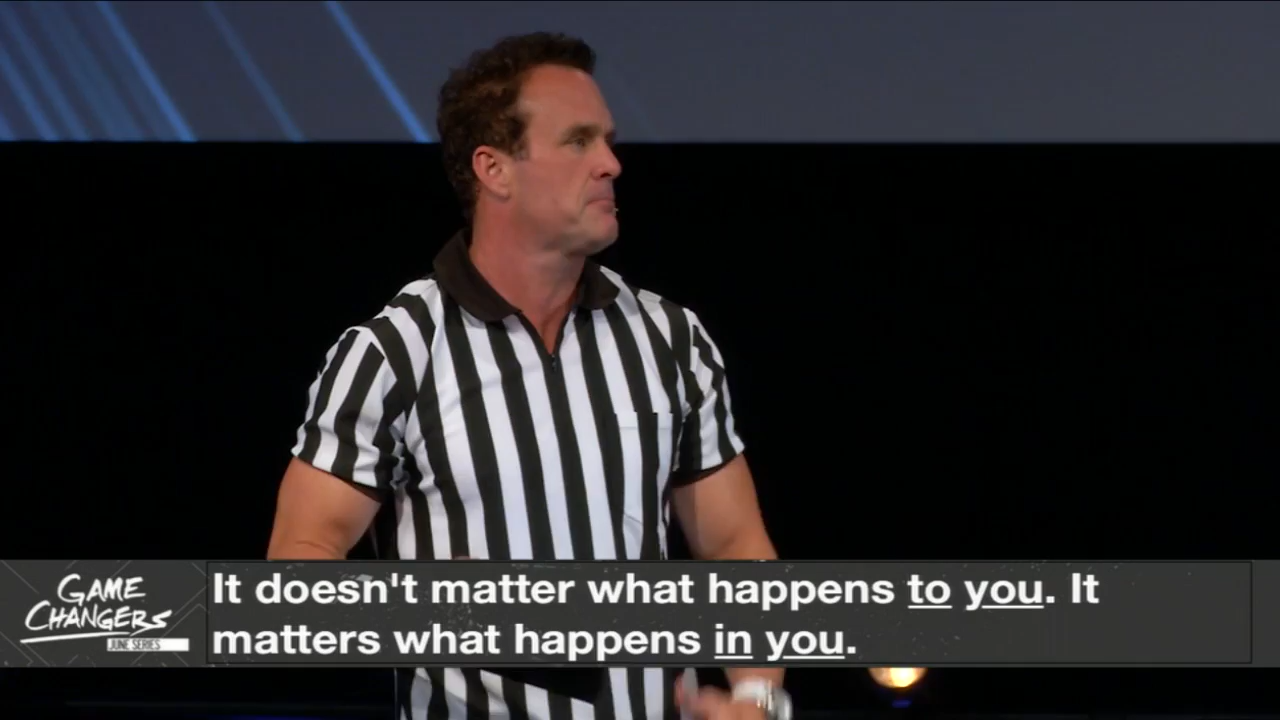 GAME
CHANGERS
JUNE SERIES
It doesn't matter what happens to you. It
matters what happens in you.